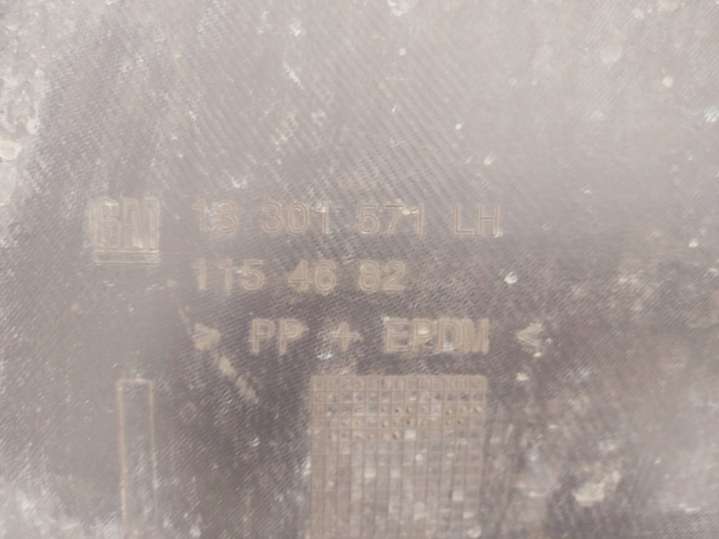 GM 13 301 571 LH
115 46 82
> PP + EPDM <